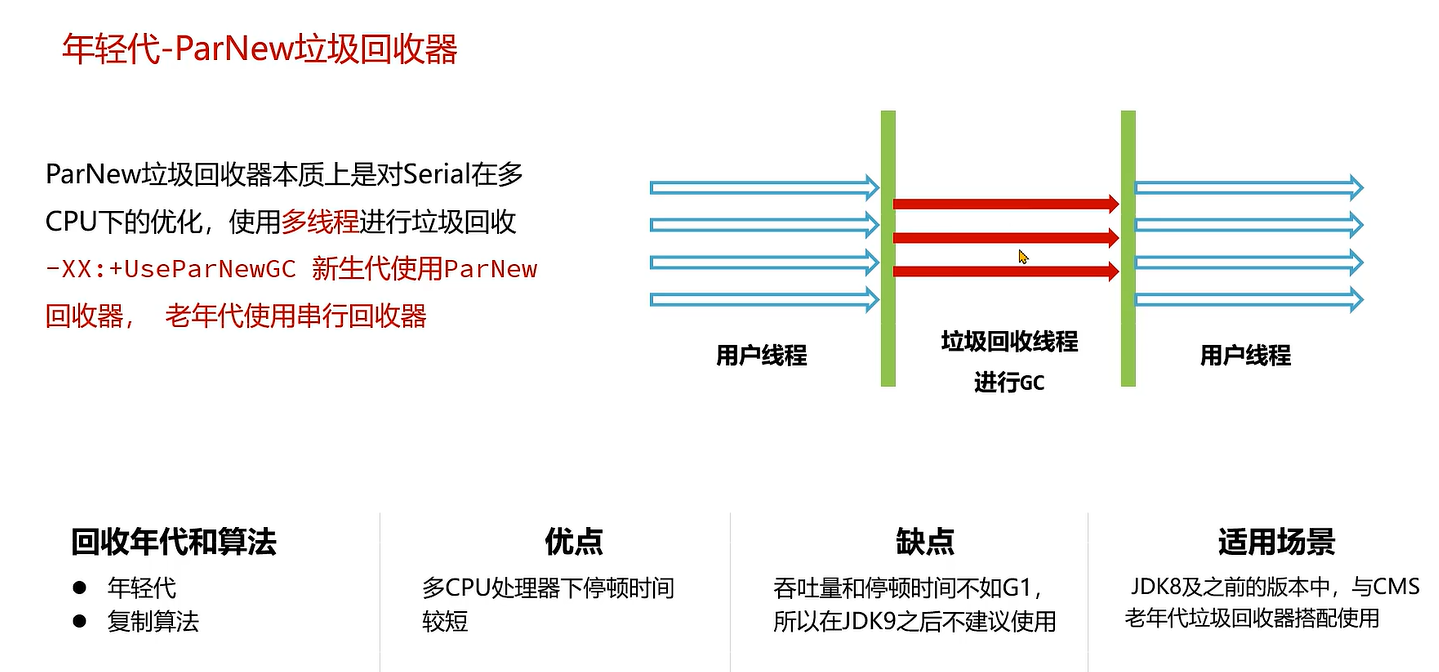 年轻代-ParNew垃圾回收器
ParNew垃圾回收器本质上是对Serial在多
CPU下的优化，使用多线程进行垃圾回收
-XX:+UseParNewGC 新生代使用ParNew
回收器， 老年代使用串行回收器
用户线程
垃圾回收线程
进行GC
用户线程
回收年代和算法
● 年轻代
● 复制算法
优点
多CPU处理器下停顿时间
较短
缺点
吞吐量和停顿时间不如G1，
所以在JDK9之后不建议使用
适用场景
JDK8及之前的版本中，与CMS
老年代垃圾回收器搭配使用